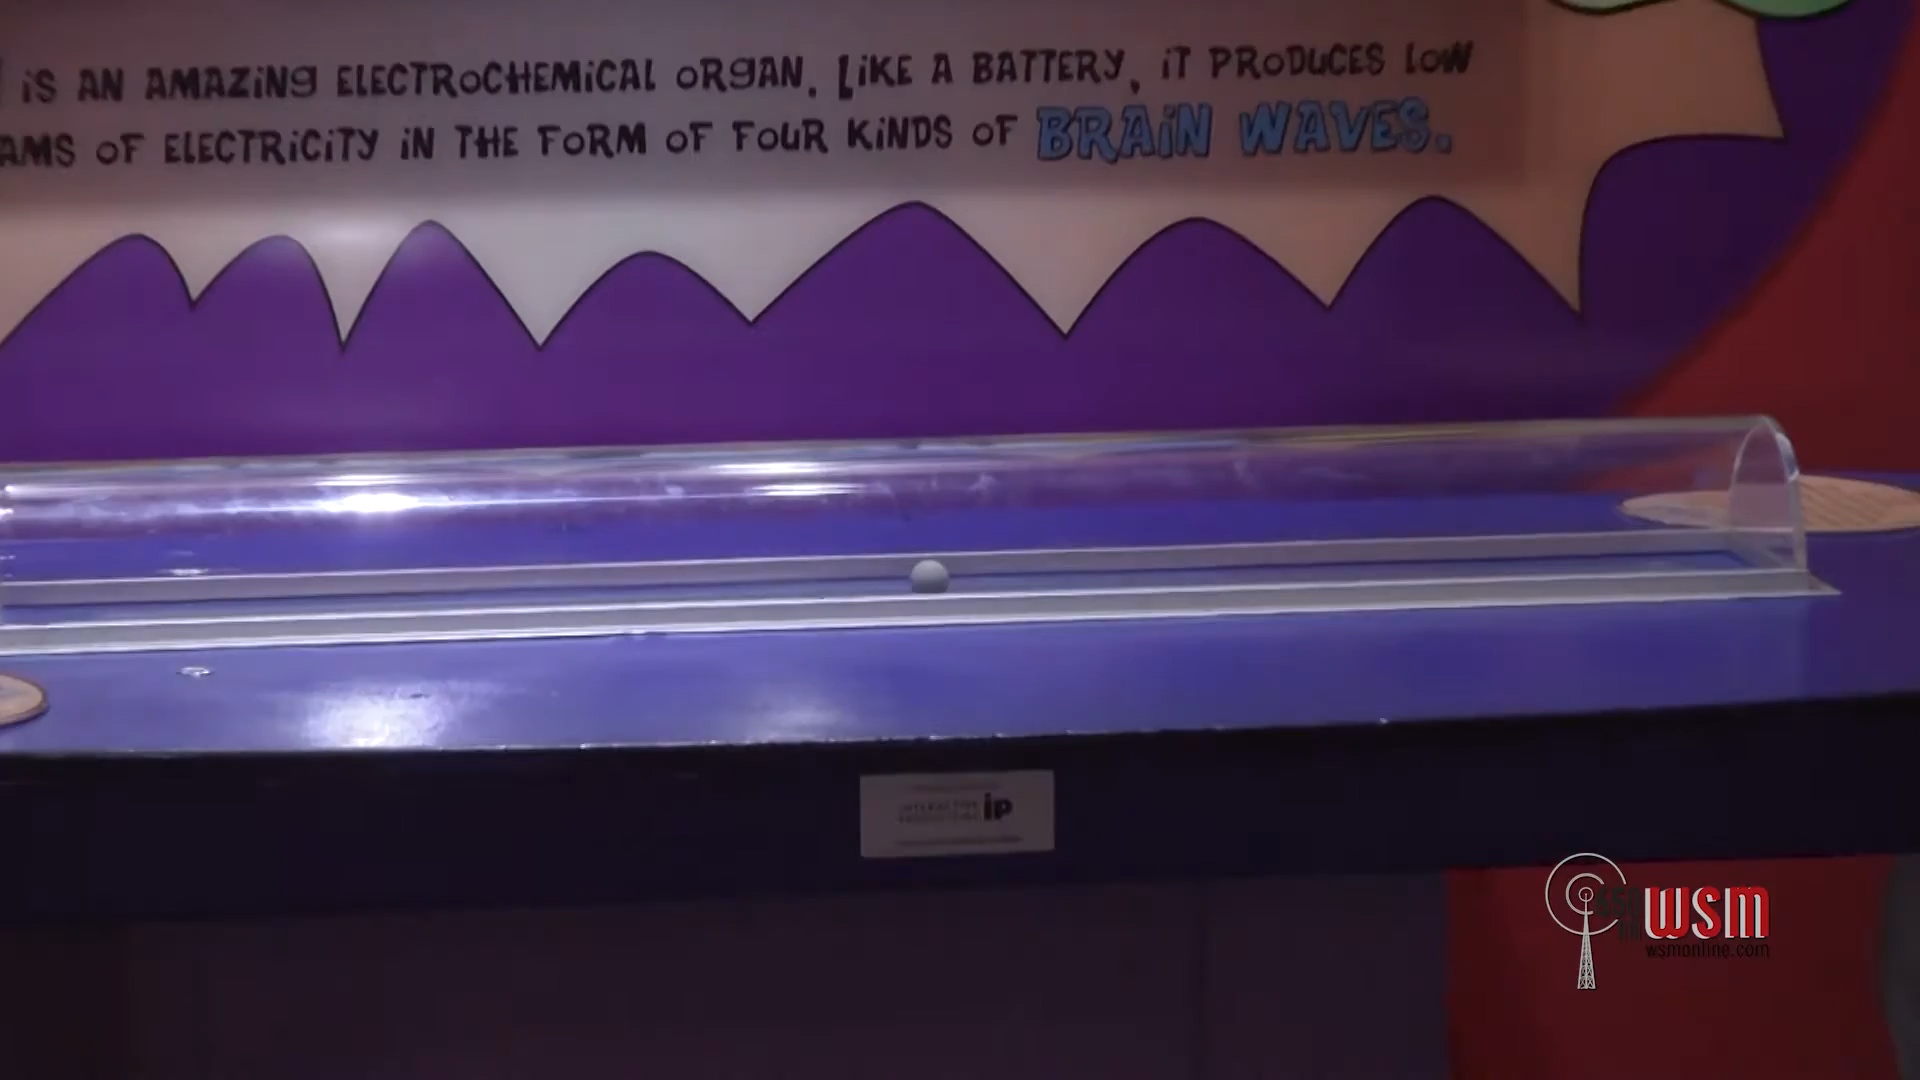 is AN AMAZiNg ELECTRoCHEMiCAL oRgAN. LiKE A BATTERY, iT PRoDUCES LoW
AMS oF ELECTRiCiTY iN THE FoRM oF FoUR KiNDS oF BRAiN WAVES.
iP
650
WSM
wsmonline.com